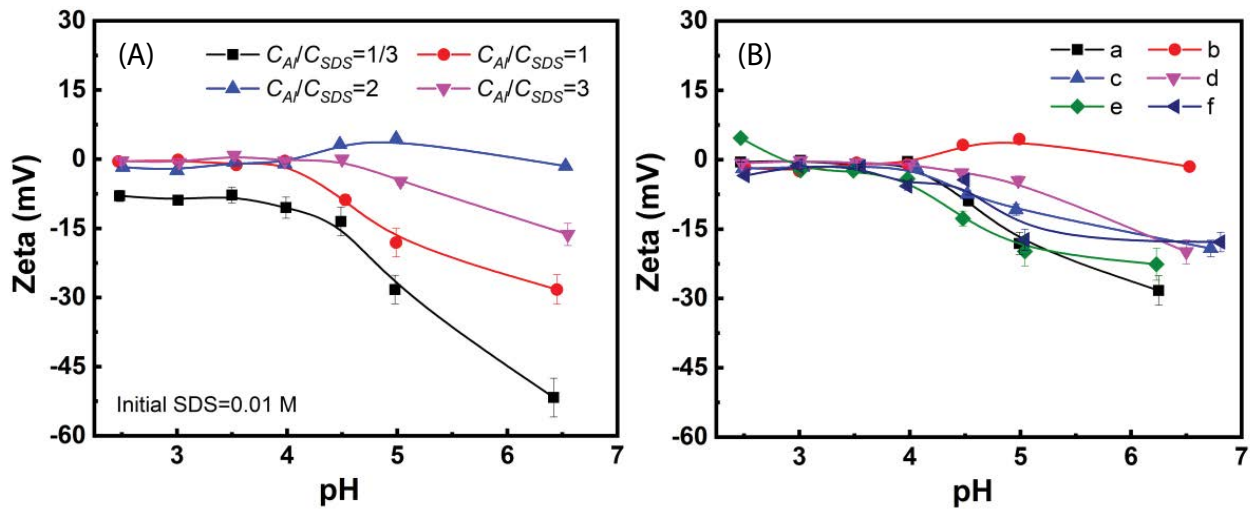 (A)
C_Al/C_SDS=1/3
C_Al/C_SDS=1
C_Al/C_SDS=2
C_Al/C_SDS=3
30
15
0
-15
-30
-45
-60
Zeta (mV)
Initial SDS=0.01 M
3 4 5 6 7
pH
(B)
a
b
c
d
e
f
30
15
0
-15
-30
-45
-60
Zeta (mV)
3 4 5 6 7
pH